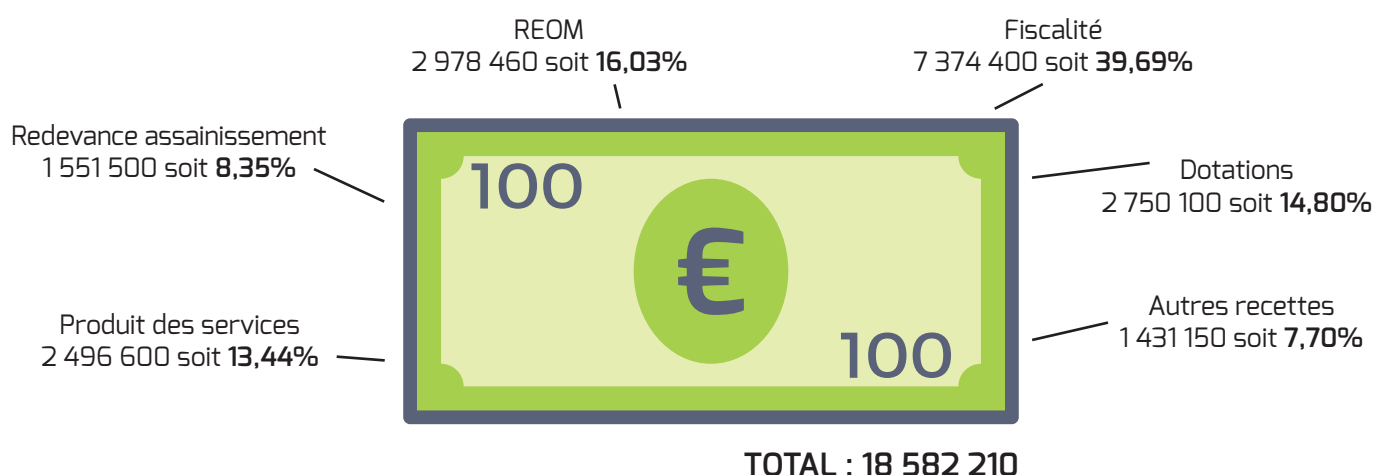 REOM
2 978 460 soit 16,03%
Fiscalité
7 374 400 soit 39,69%
Redevance assainissement
1 551 500 soit 8,35%
Dotations
2 750 100 soit 14,80%
100
€
100
Produit des services
2 496 600 soit 13,44%
Autres recettes
1 431 150 soit 7,70%
TOTAL : 18 582 210